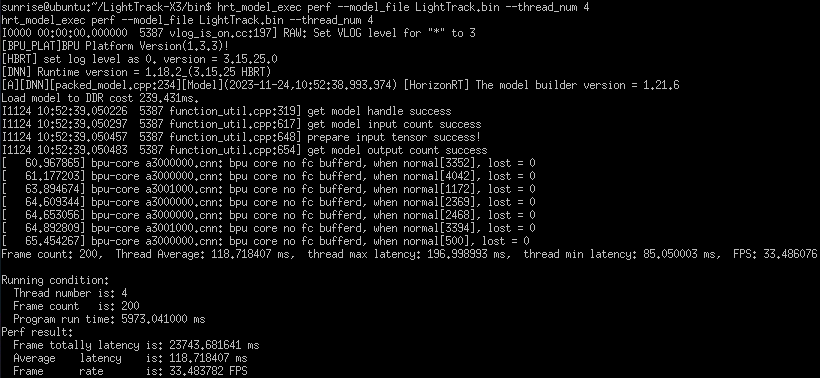 sunrise@ubuntu:~/LightTrack-X3/bin$ hrt_model_exec perf --model_file LightTrack.bin --thread_num 4
hrt_model_exec perf --model_file LightTrack.bin --thread_num 4
I0000 00:00:00.000000  5387 vlog_is_on.cc:197] RAW: Set VLOG level for "*" to 3
[BPU_PLAT]BPU Platform Version(1.3.3)!
[HBRT] set log level as 0. version = 3.15.25.0
[DNN] Runtime version = 1.18.2_(3.15.25 HBRT)
[A][DNN][packed_model.cpp:234][Model](2023-11-24,10:52:38.993.974) [HorizonRT] The model builder version = 1.21.6
Load model to DDR cost 239.431ms.
I1124 10:52:39.050226  5387 function_util.cpp:319] get model handle success
I1124 10:52:39.050297  5387 function_util.cpp:617] get model input count success
I1124 10:52:39.050457  5387 function_util.cpp:648] prepare input tensor success!
I1124 10:52:39.050483  5387 function_util.cpp:654] get model output count success
[   60.967865] bpu-core a3000000.cnn: bpu core no fc bufferd, when normal[3352], lost = 0
[   61.177203] bpu-core a3000000.cnn: bpu core no fc bufferd, when normal[4042], lost = 0
[   63.894674] bpu-core a3001000.cnn: bpu core no fc bufferd, when normal[1172], lost = 0
[   64.609344] bpu-core a3000000.cnn: bpu core no fc bufferd, when normal[2369], lost = 0
[   64.653056] bpu-core a3000000.cnn: bpu core no fc bufferd, when normal[2468], lost = 0
[   64.892809] bpu-core a3001000.cnn: bpu core no fc bufferd, when normal[3394], lost = 0
[   65.454267] bpu-core a3000000.cnn: bpu core no fc bufferd, when normal[500], lost = 0
Frame count: 200,  Thread Average: 118.718407 ms,  thread max latency: 196.998993 ms,  thread min latency: 85.050003 ms,  FPS: 33.486076
Running condition:
  Thread number is: 4
  Frame count   is: 200
  Program run time: 5973.041000 ms
Perf result:
  Frame totally latency is: 23743.681641 ms
  Average    latency    is: 118.718407 ms
  Frame      rate       is: 33.483782 FPS